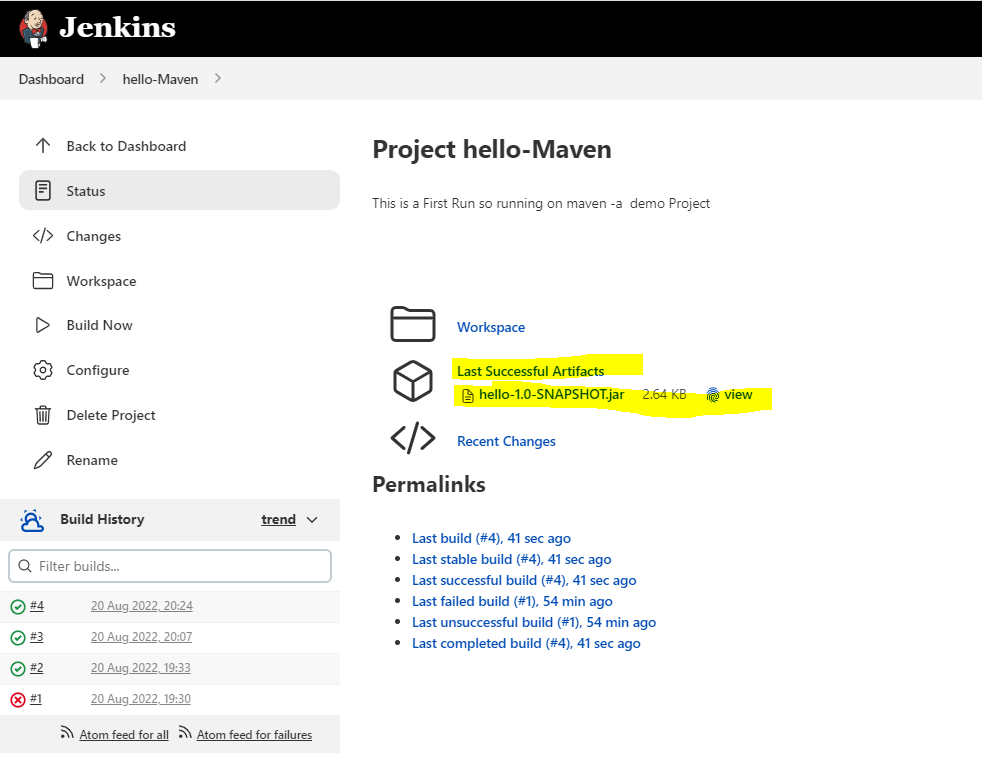 Jenkins
Dashboard
hello-Maven
Back to Dashboard
Status
Changes
Workspace
Build Now
Configure
Delete Project
Rename
Build History
trend
Filter builds...
#4 20 Aug 2022, 20:24
#3 20 Aug 2022, 20:07
#2 20 Aug 2022, 19:33
#1 20 Aug 2022, 19:30
Atom feed for all Atom feed for failures
Project hello-Maven
This is a First Run so running on maven -a  demo Project
Workspace
Last Successful Artifacts
hello-1.0-SNAPSHOT.jar 2.64 KB view
Recent Changes
Permalinks
Last build (#4), 41 sec ago
Last stable build (#4), 41 sec ago
Last successful build (#4), 41 sec ago
Last failed build (#1), 54 min ago
Last unsuccessful build (#1), 54 min ago
Last completed build (#4), 41 sec ago